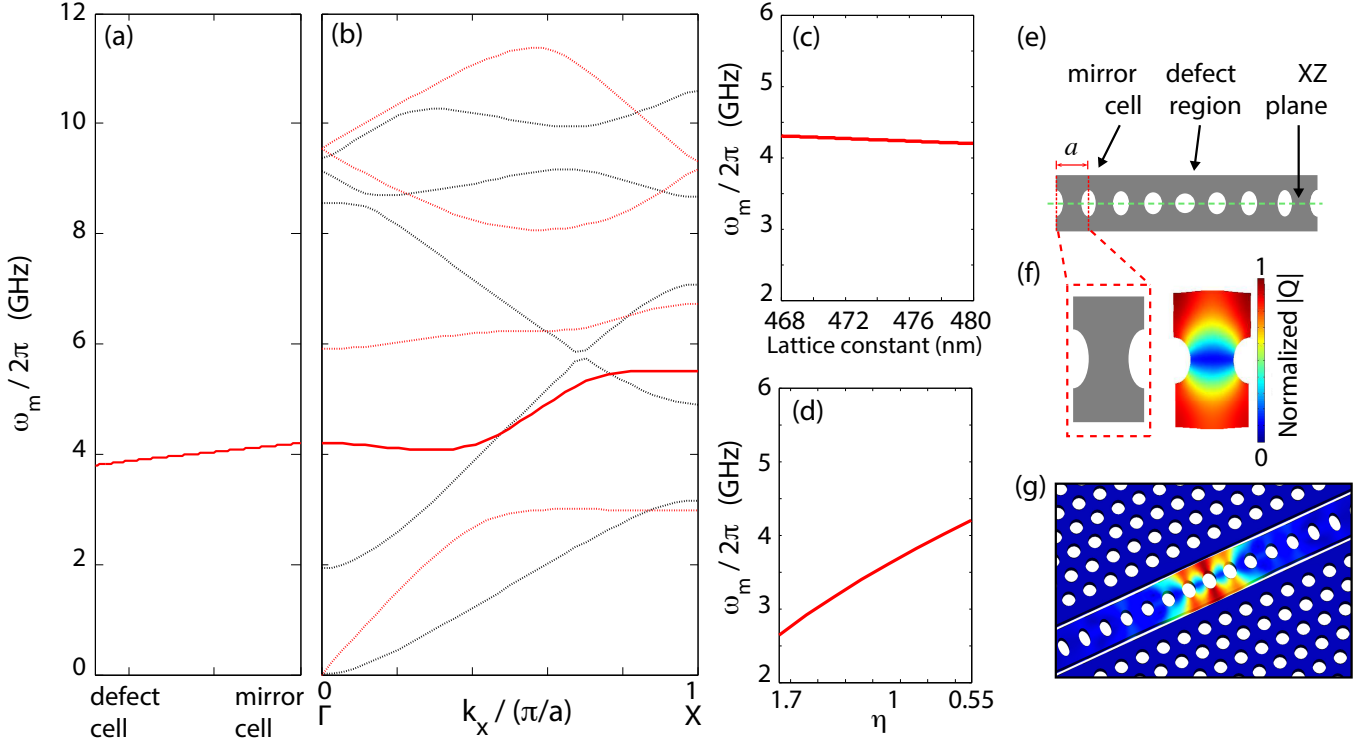 (a)
12
10
8
6
4
2
0
ω_m / 2π (GHz)
defect
cell
mirror
cell
(b)
0
1
Γ
k_x / (π/a)
X
(c)
6
5
4
3
2
ω_m / 2π (GHz)
468
472
476
480
Lattice constant (nm)
(d)
6
5
4
3
2
ω_m / 2π (GHz)
1.7
1
0.55
η
(e)
mirror
cell
defect
region
XZ
plane
a
(f)
1
0
Normalized |Q|
(g)